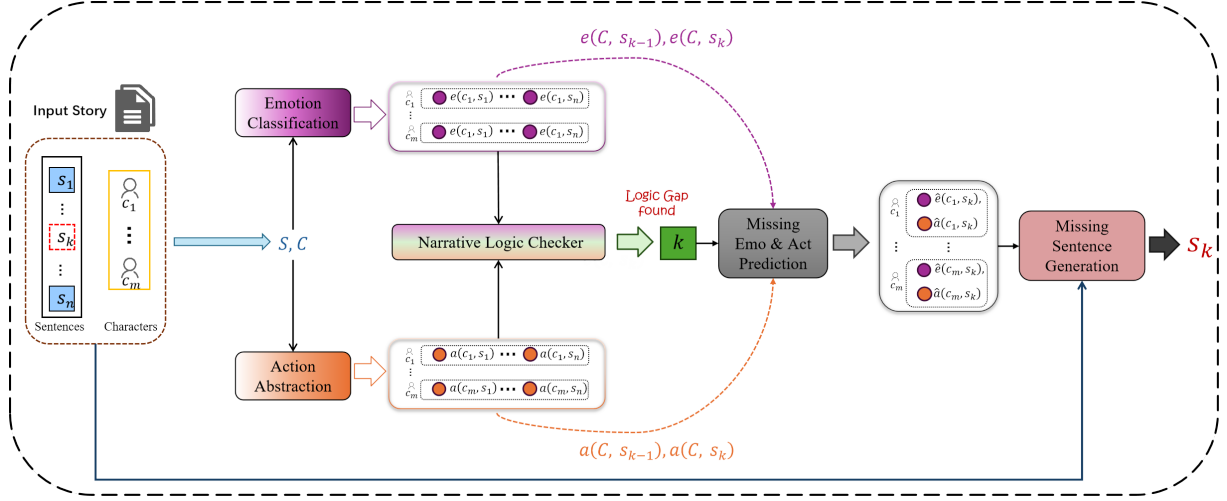 e(C, s_{k-1}), e(C, s_k)
Input Story
s_1
⋮
s_k
⋮
s_n
Sentences
c_1
⋮
c_m
Characters
S, C
Emotion
Classification
c_1
e(c_1, s_1) ⋯ e(c_1, s_n)
⋮
c_m
e(c_1, s_1) ⋯ e(c_1, s_n)
Narrative Logic Checker
Action
Abstraction
c_1
a(c_1, s_1) ⋯ a(c_1, s_n)
⋮
c_m
a(c_m, s_1) ⋯ a(c_m, s_n)
Logic Gap
found
k
Missing
Emo & Act
Prediction
c_1
ê(c_1, s_k),
â(c_1, s_k)
⋮ ⋮
c_m
ê(c_m, s_k),
â(c_m, s_k)
Missing
Sentence
Generation
S_k
a(C, s_{k-1}), a(C, s_k)